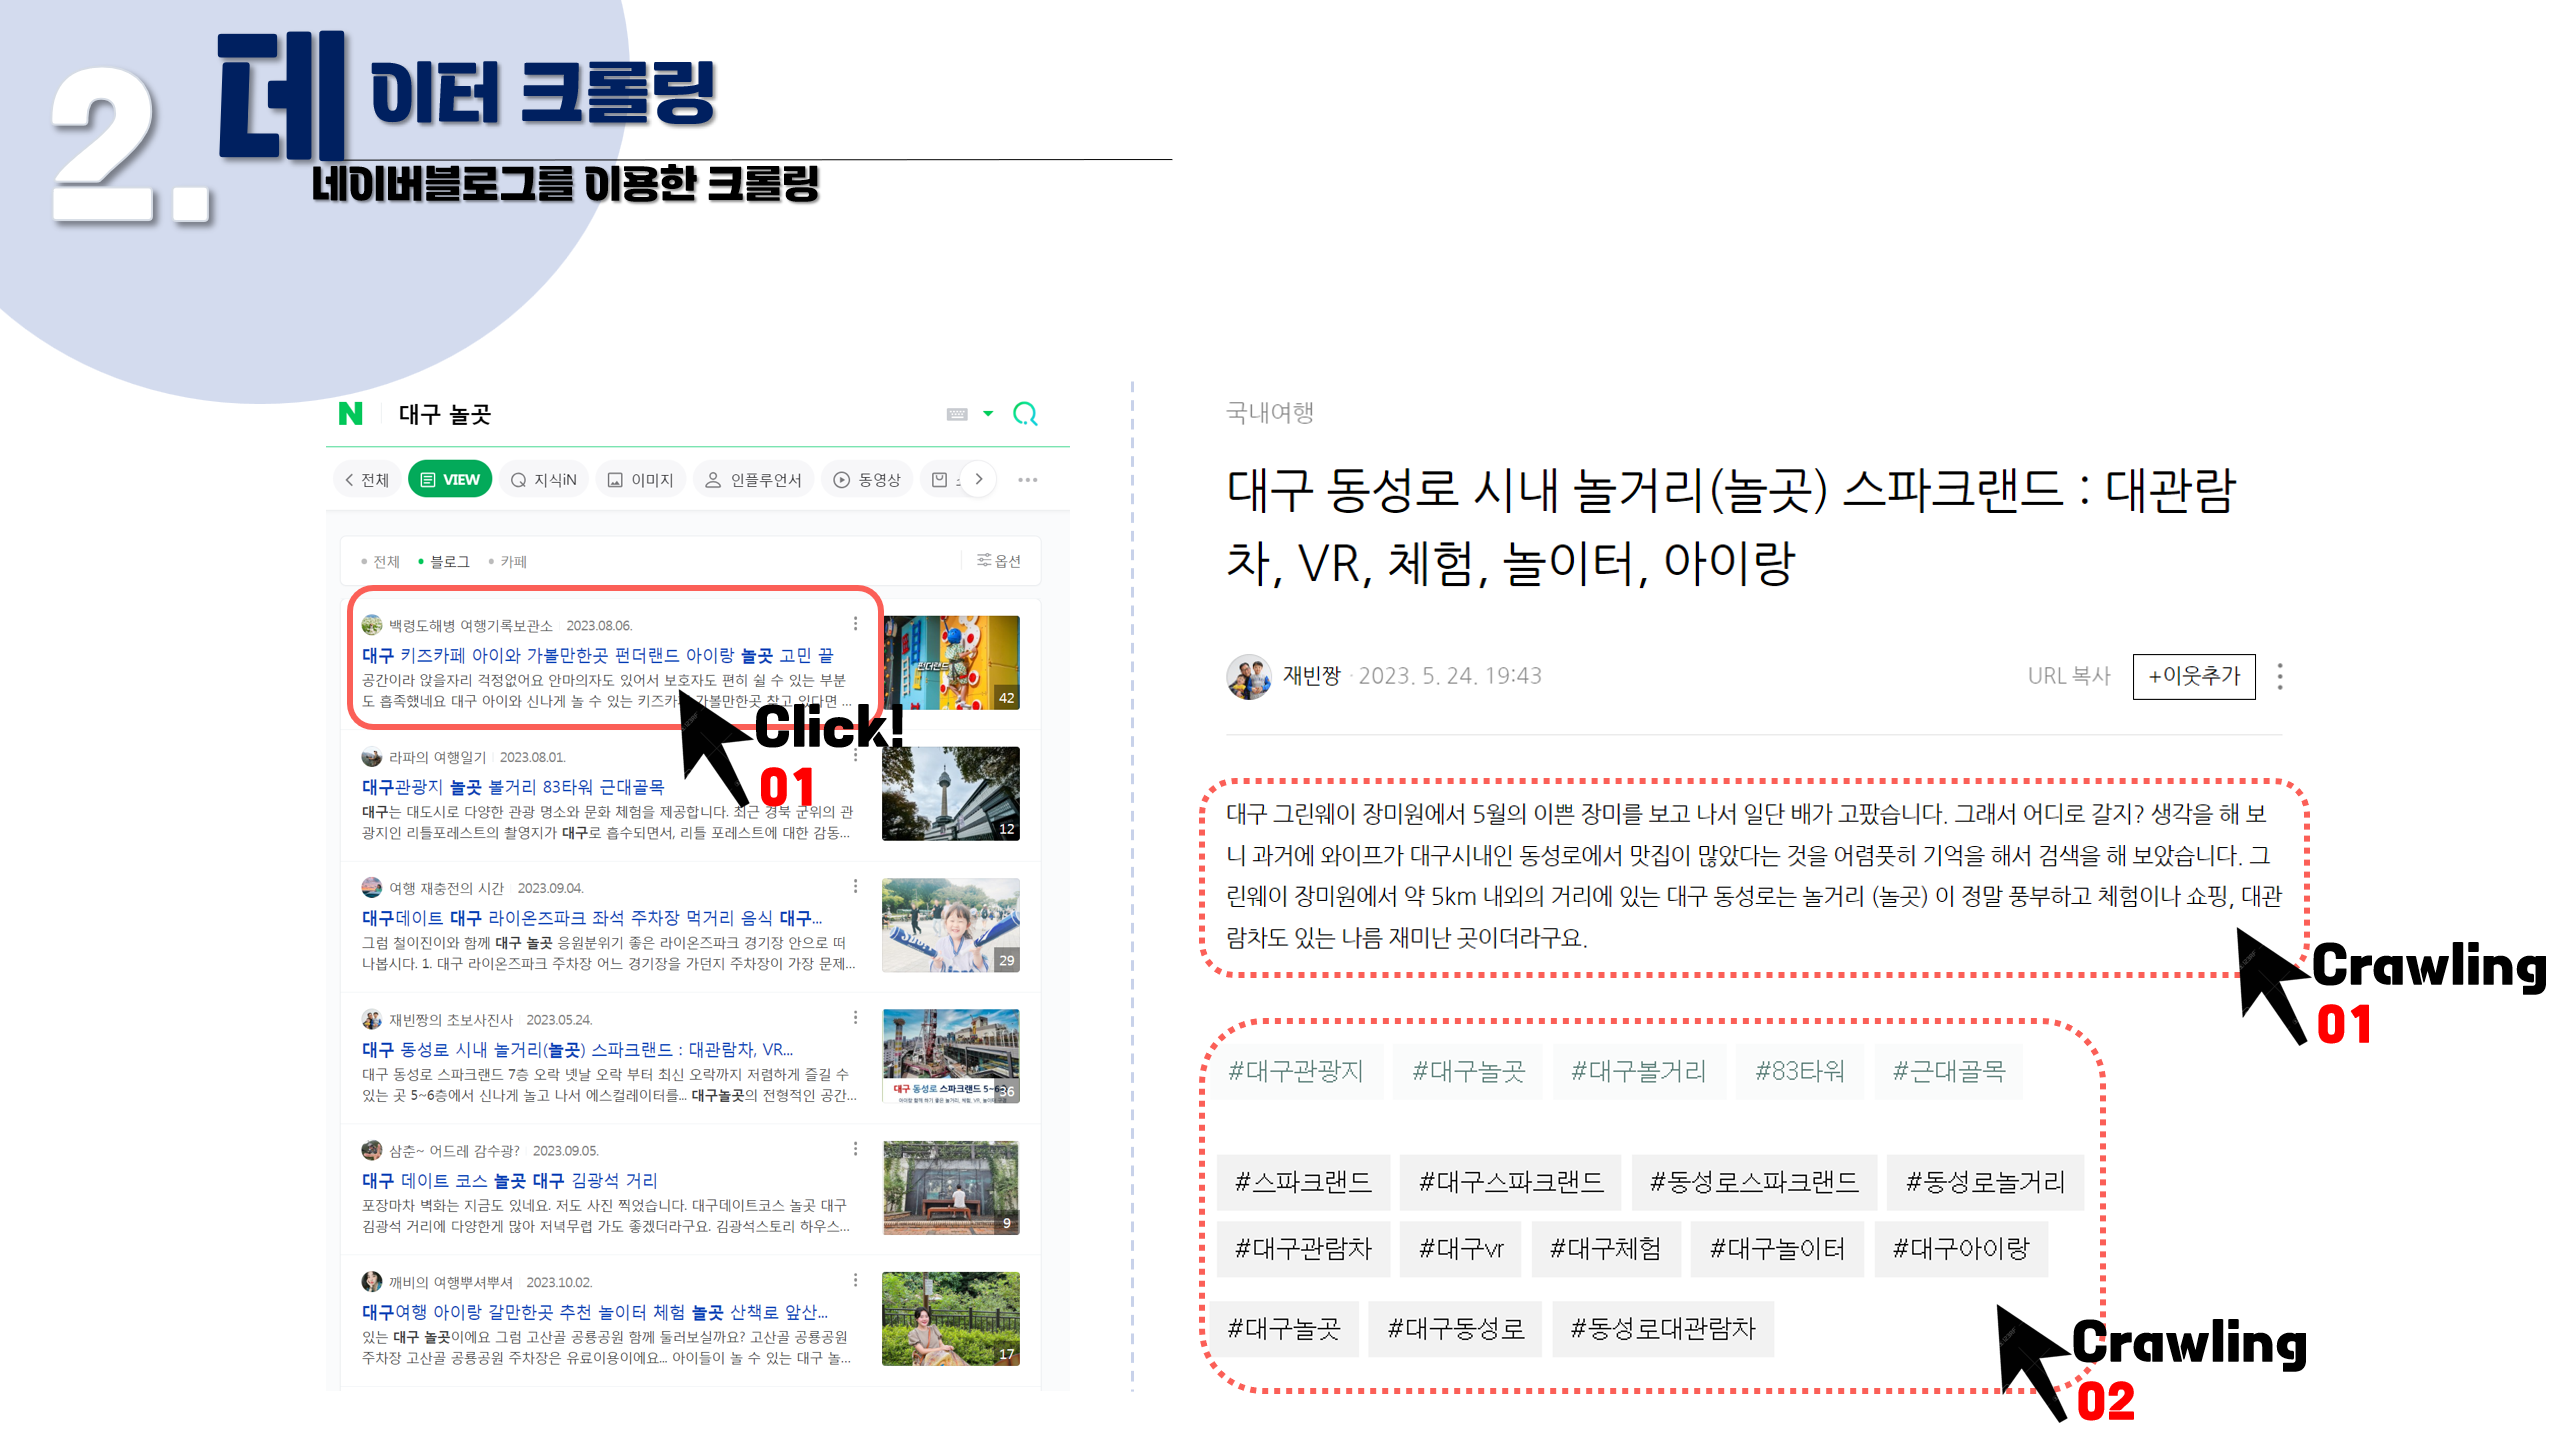 2. 데이터 크롤링
네이버블로그를 이용한 크롤링
N 대구 놀곳
전체 VIEW 지식iN 이미지 인플루언서 동영상
전체 블로그 카페 옵션
백령도해병 여행기록보관소 2023.08.06.
대구 키즈카페 아이와 가볼만한곳 펀더랜드 아이랑 놀곳 고민 끝
공간이라 앉을자리 걱정없어요 안마의자도 있어서 보호자도 편히 쉴 수 있는 부분
도 흡족했네요 대구 아이와 신나게 놀 수 있는 키즈카페 가볼만한곳 찾고 있다면 ...
펀더랜드
42
Click!
01
라파의 여행일기 2023.08.01.
대구관광지 놀곳 볼거리 83타워 근대골목
대구는 대도시로 다양한 관광 명소와 문화 체험을 제공합니다. 최근 경북 군위의 관
광지인 리틀포레스트의 촬영지가 대구로 흡수되면서, 리틀 포레스트에 대한 감동...
12
여행 재충전의 시간 2023.09.04.
대구데이트 대구 라이온즈파크 좌석 주차장 먹거리 음식 대구...
그럼 철이진이와 함께 대구 놀곳 응원분위기 좋은 라이온즈파크 경기장 안으로 떠
나봅시다. 1. 대구 라이온즈파크 주차장 어느 경기장을 가던지 주차장이 가장 문제...
29
재빈짱의 초보사진사 2023.05.24.
대구 동성로 시내 놀거리(놀곳) 스파크랜드 : 대관람차, VR...
대구 동성로 스파크랜드 7층 오락 옛날 오락 부터 최신 오락까지 저렴하게 즐길 수
있는 곳 5~6층에서 신나게 놀고 나서 에스컬레이터를... 대구놀곳의 전형적인 공간...
대구 동성로 스파크랜드 5~6층
36
삼춘~ 어드레 감수광? 2023.09.05.
대구 데이트 코스 놀곳 대구 김광석 거리
포장마차 벽화는 지금도 있네요. 저도 사진 찍었습니다. 대구데이트코스 놀곳 대구
김광석 거리에 다양한게 많아 저녁무렵 가도 좋겠더라구요. 김광석스토리 하우스...
9
깨비의 여행뿌셔뿌셔 2023.10.02.
대구여행 아이랑 갈만한곳 추천 놀이터 체험 놀곳 산책로 앞산...
있는 대구 놀곳이에요 그럼 고산골 공룡공원 함께 둘러보실까요? 고산골 공룡공원
주차장 고산골 공룡공원 주차장은 유료이용이에요... 아이들이 놀 수 있는 대구 놀...
17
국내여행
대구 동성로 시내 놀거리(놀곳) 스파크랜드 : 대관람
차, VR, 체험, 놀이터, 아이랑
재빈짱 · 2023. 5. 24. 19:43 URL 복사 +이웃추가
대구 그린웨이 장미원에서 5월의 이쁜 장미를 보고 나서 일단 배가 고팠습니다. 그래서 어디로 갈지? 생각을 해 보
니 과거에 와이프가 대구시내인 동성로에서 맛집이 많았다는 것을 어렴풋히 기억을 해서 검색을 해 보았습니다. 그
린웨이 장미원에서 약 5km 내외의 거리에 있는 대구 동성로는 놀거리 (놀곳) 이 정말 풍부하고 체험이나 쇼핑, 대관
람차도 있는 나름 재미난 곳이더라구요.
Crawling
01
#대구관광지 #대구놀곳 #대구볼거리 #83타워 #근대골목
#스파크랜드 #대구스파크랜드 #동성로스파크랜드 #동성로놀거리
#대구관람차 #대구vr #대구체험 #대구놀이터 #대구아이랑
#대구놀곳 #대구동성로 #동성로대관람차
Crawling
02